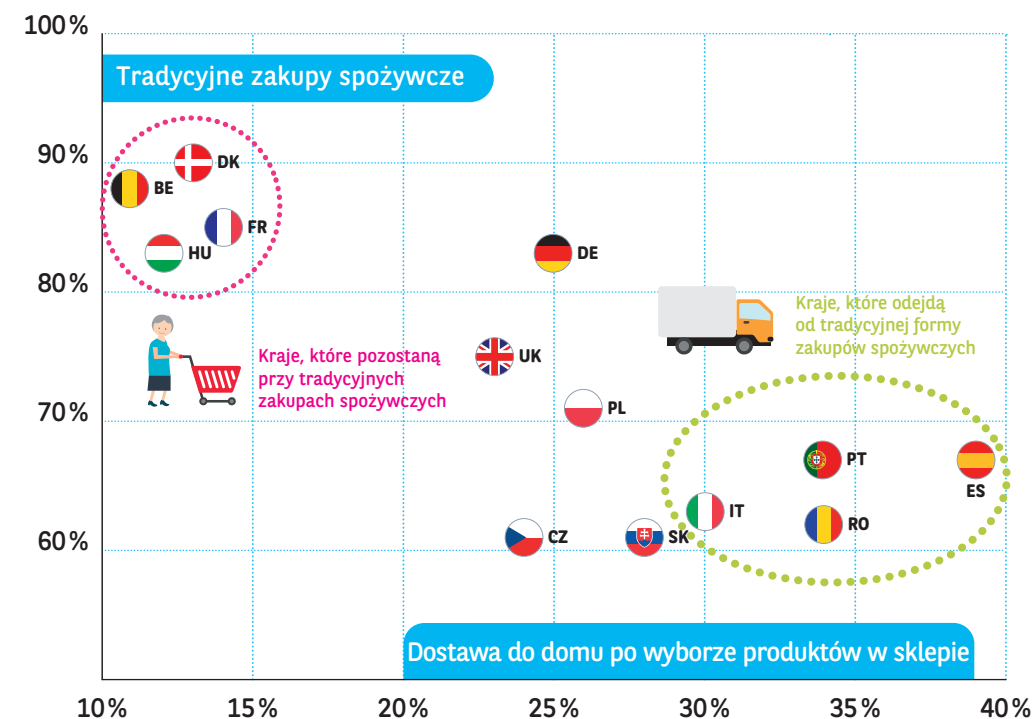 100%
Tradycyjne zakupy spożywcze
90%
DK
BE
FR
HU
DE
80%
Kraje, które odejdą
od tradycyjnej formy
zakupów spożywczych
Kraje, które pozostaną
przy tradycyjnych
zakupach spożywczych
UK
70%
PL
PT
ES
IT
RO
60%
CZ
SK
Dostawa do domu po wyborze produktów w sklepie
10% 15% 20% 25% 30% 35% 40%